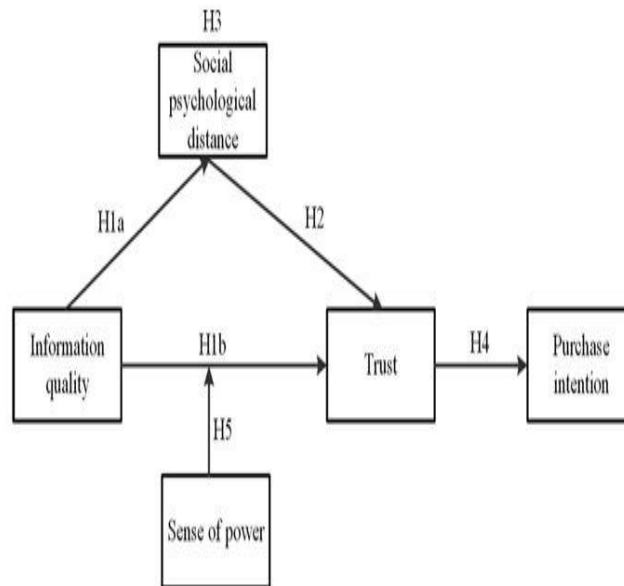 H3
Social
psychological
distance
H1a
H2
Information
quality
H1b
Trust
H4
Purchase
intention
H5
Sense of power